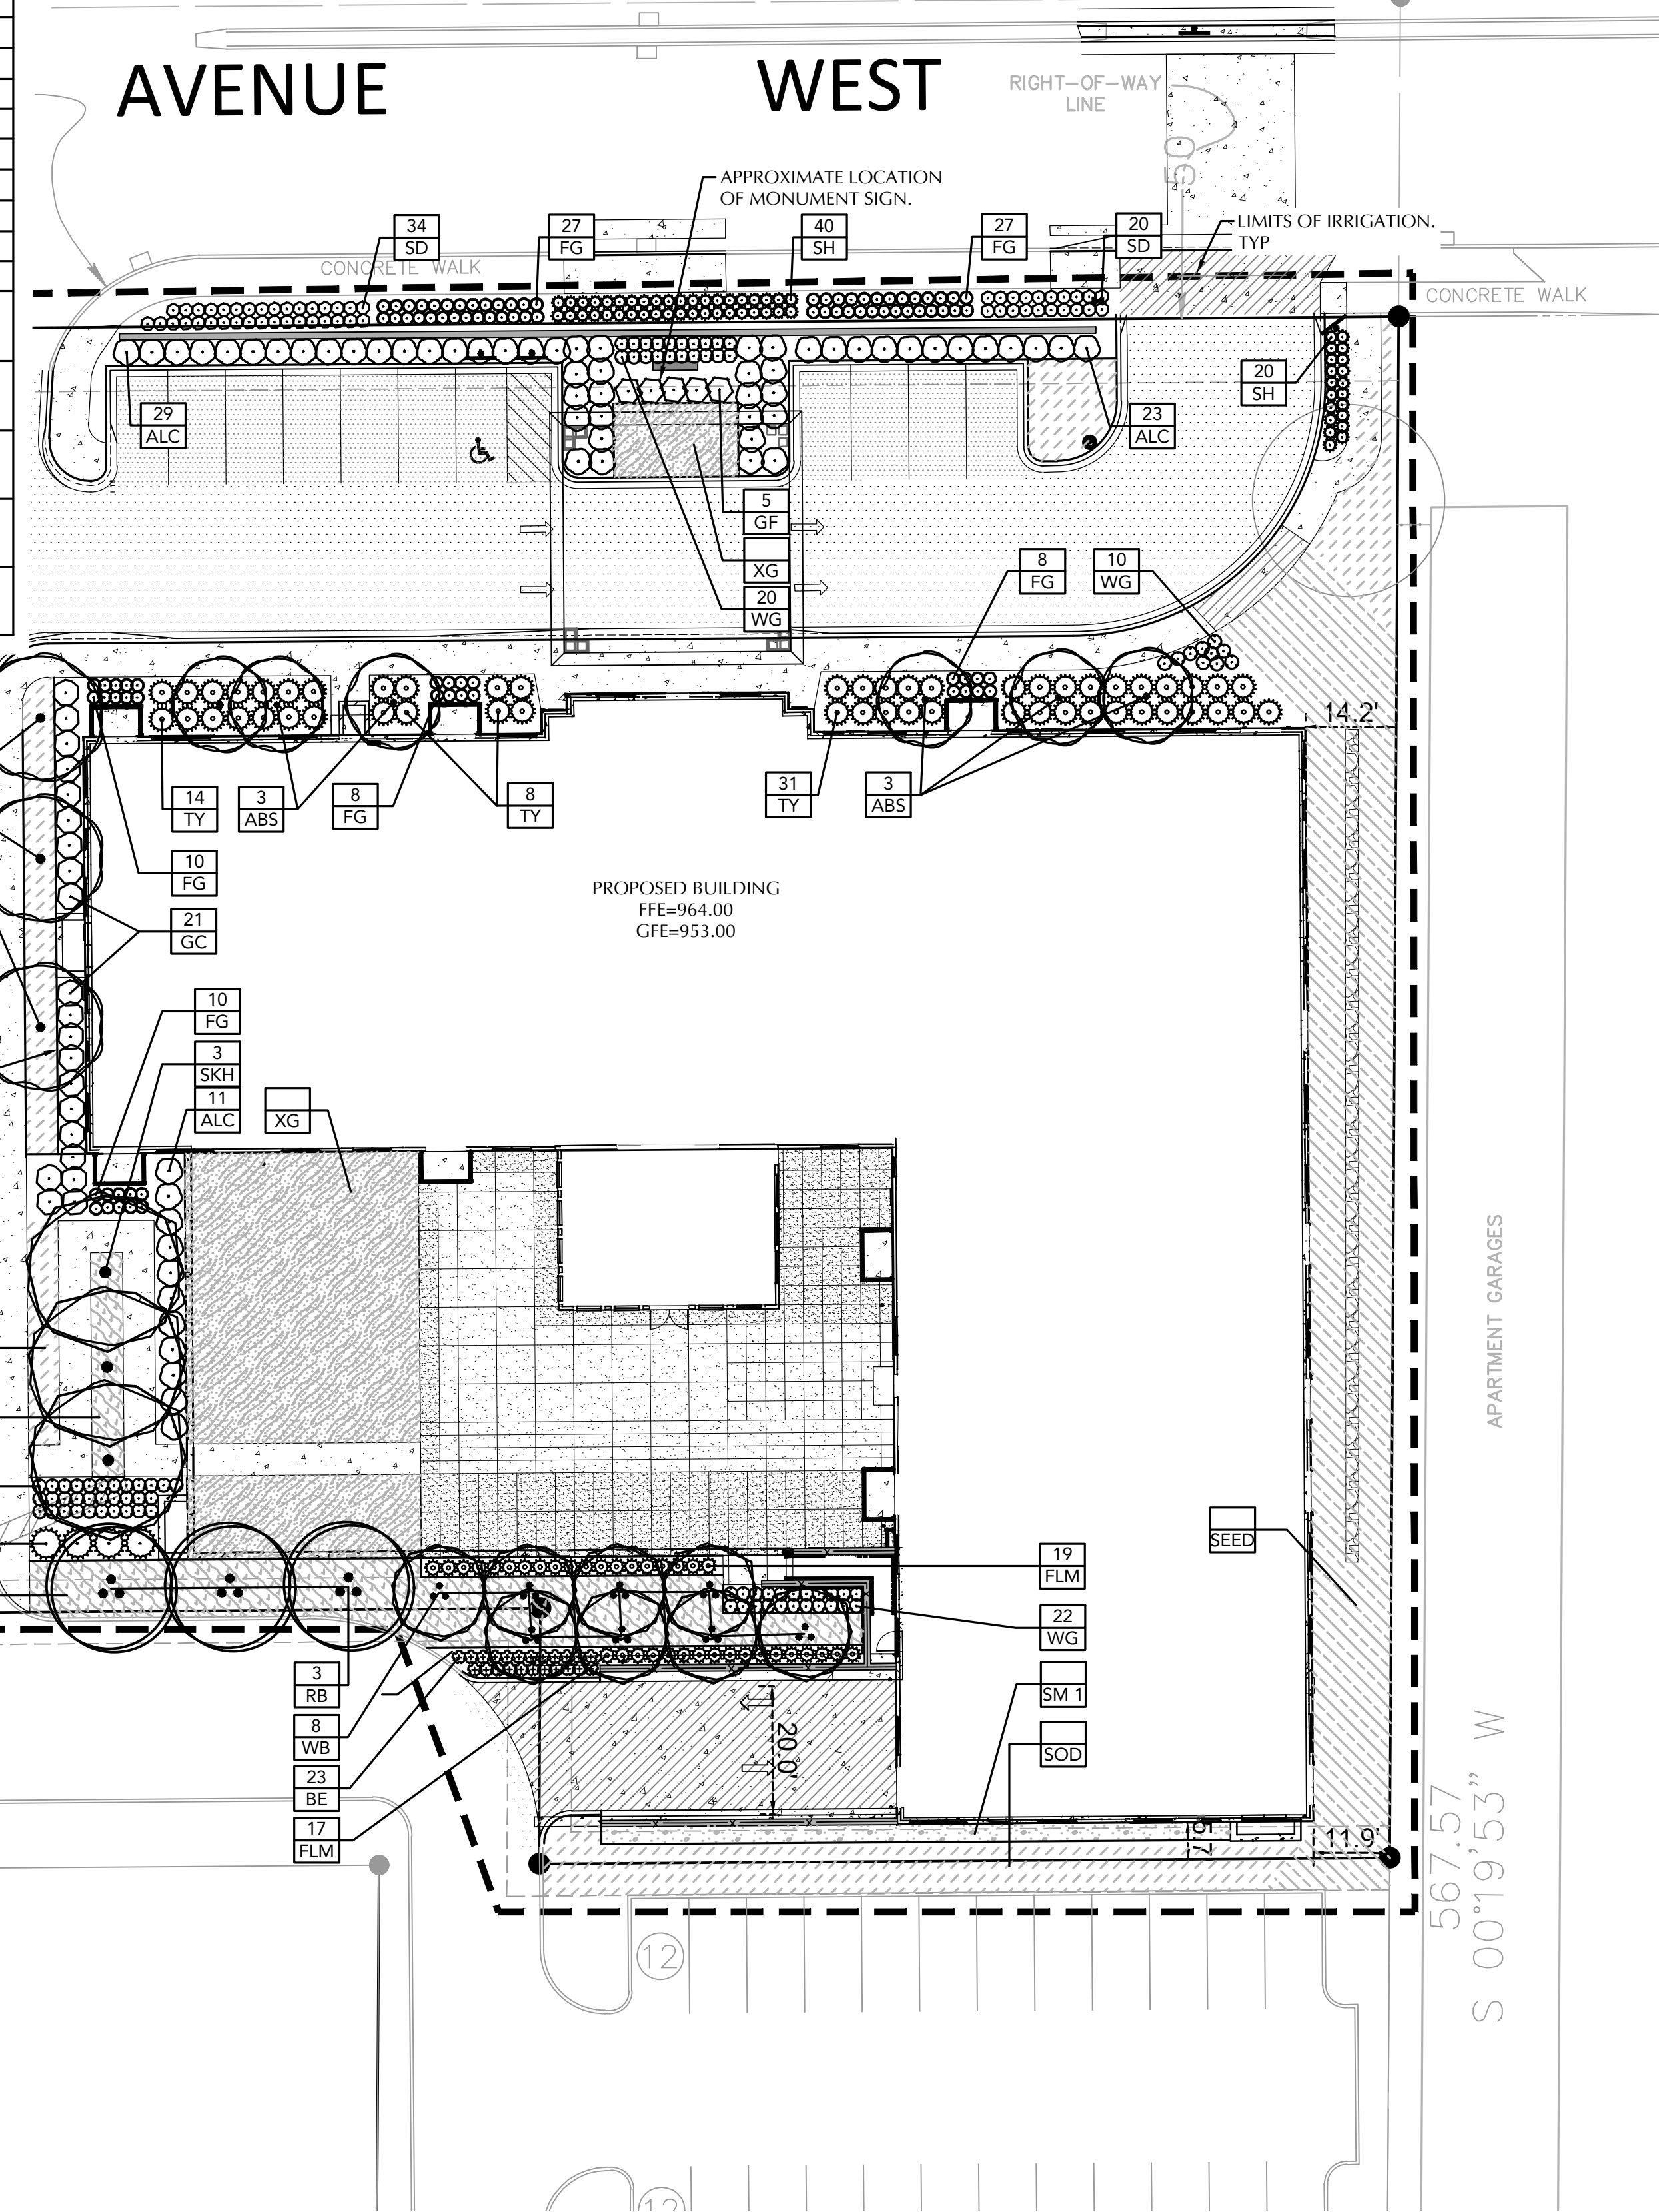 AVENUE
WEST
RIGHT-OF-WAY
LINE
50
APPROXIMATE LOCATION
OF MONUMENT SIGN.
LIMITS OF IRRIGATION.
TYP
34
SD
27
FG
40
SH
27
FG
20
SD
CONCRETE WALK
CONCRETE WALK
29
ALC
20
SH
23
ALC
5
GF
XG
20
WG
8
FG
10
WG
14.2'
14
TY
3
ABS
8
FG
8
TY
31
TY
3
ABS
10
FG
21
GC
PROPOSED BUILDING
FFE=964.00
GFE=953.00
10
FG
3
SKH
11
ALC
XG
APARTMENT GARAGES
SEED
19
FLM
22
WG
SM 1
SOD
3
RB
8
WB
23
BE
17
FLM
20.0'
11.9'
567.57
S 00°19'53" W
12
12